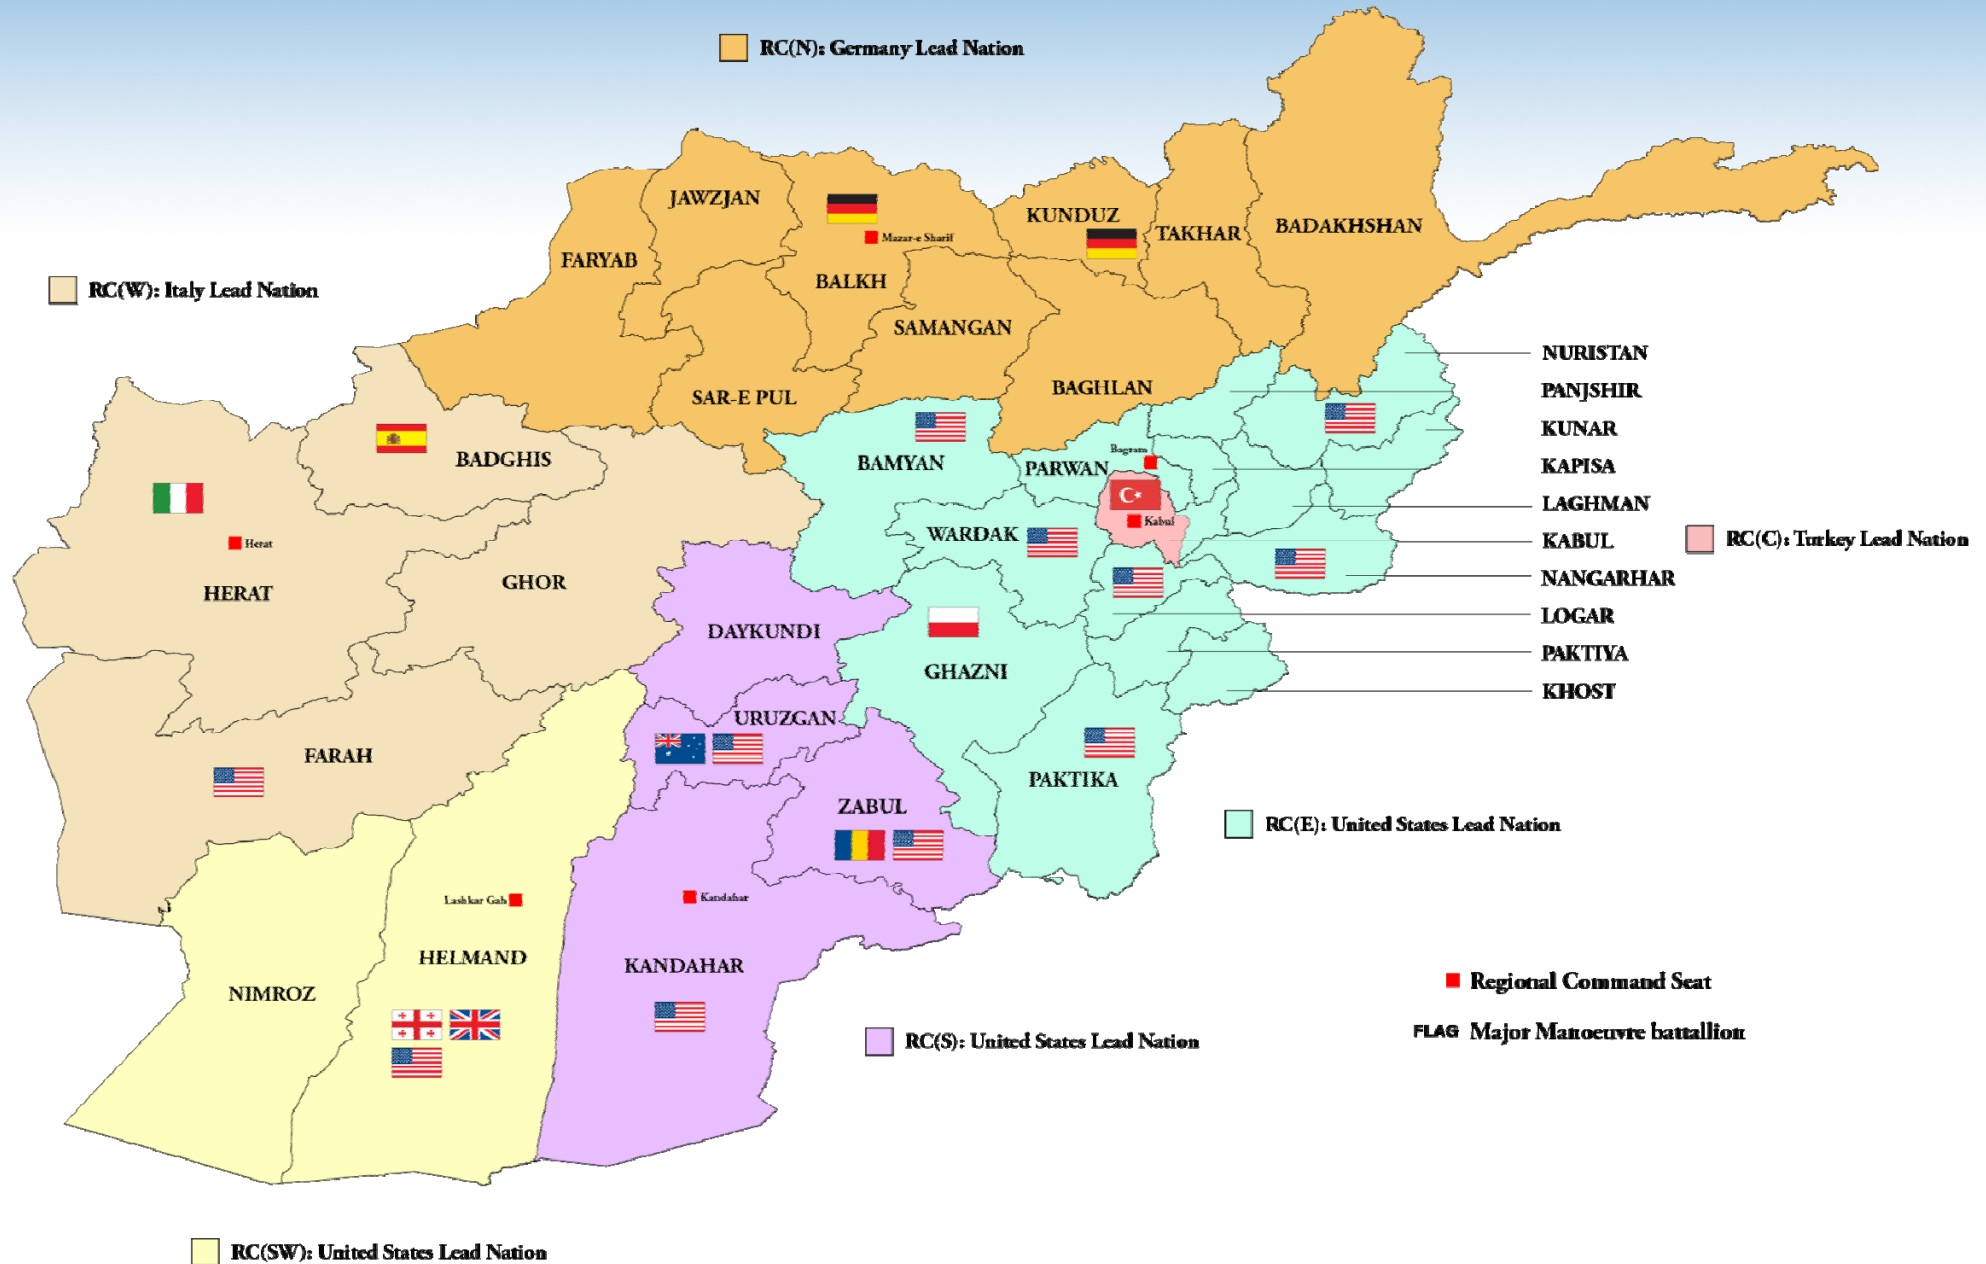 RC(N): Germany Lead Nation
JAWZJAN
KUNDUZ
TAKHAR
BADAKHSHAN
Mazar-e Sharif
FARYAB
BALKH
RC(W): Italy Lead Nation
SAMANGAN
NURISTAN
BAGHLAN
PANJSHIR
SAR-E PUL
KUNAR
BADGHIS
BAMYAN
Bagram
PARWAN
KAPISA
LAGHMAN
Kabul
WARDAK
KABUL
RC(C): Turkey Lead Nation
Herat
GHOR
NANGARHAR
HERAT
LOGAR
DAYKUNDI
PAKTIYA
GHAZNI
KHOST
URUZGAN
FARAH
PAKTIKA
ZABUL
RC(E): United States Lead Nation
Lashkar Gah
Kandahar
HELMAND
KANDAHAR
NIMROZ
Regional Command Seat
FLAG Major Manoeuvre battallion
RC(S): United States Lead Nation
RC(SW): United States Lead Nation